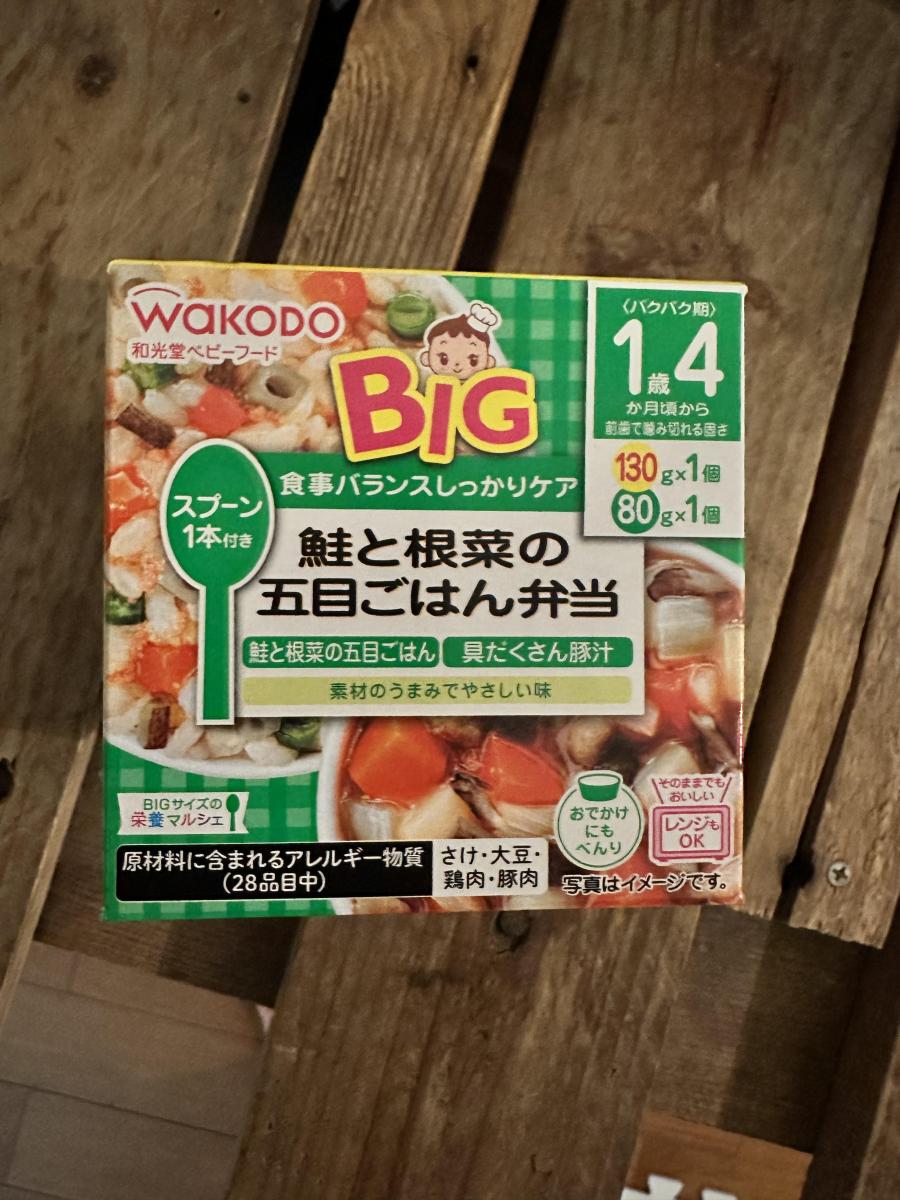 WAKODO
和光堂ベビーフード
BIG
〈パクパク期〉
1歳4
か月頃から
前歯で噛み切れる固さ
130g×1個
80g×1個
食事バランスしっかりケア
スプーン
1本付き
鮭と根菜の
五目ごはん弁当
鮭と根菜の五目ごはん
具だくさん豚汁
素材のうまみでやさしい味
BIGサイズの
栄養マルシェ
おでかけ
にも
べんり
そのままでも
おいしい
レンジも
OK
原材料に含まれるアレルギー物質
(28品目中)
さけ・大豆・
鶏肉・豚肉
写真はイメージです。